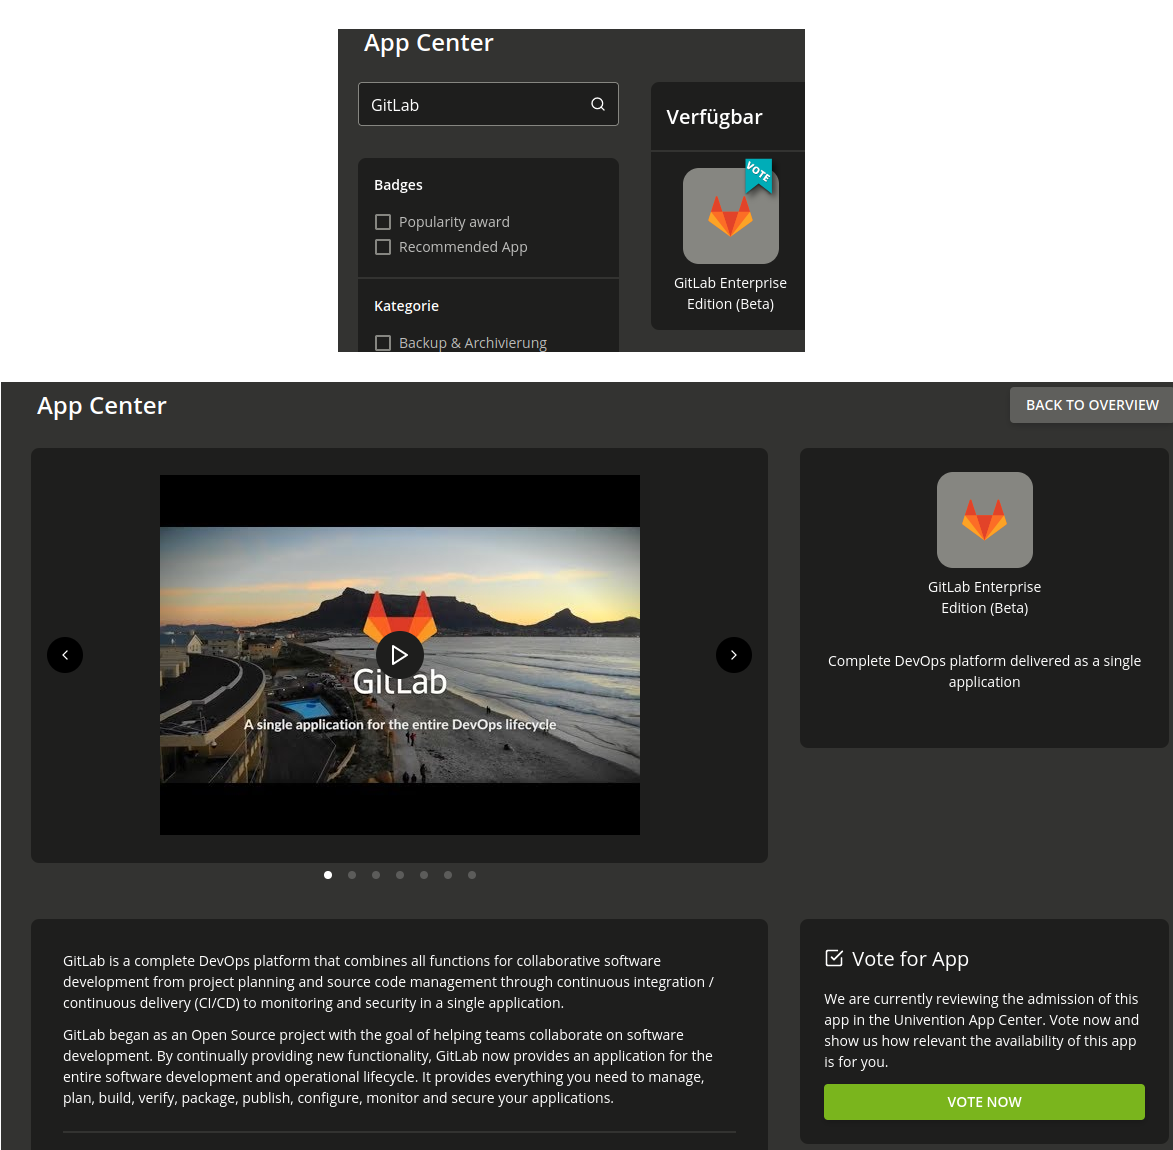 App Center
GitLab
Verfügbar
VOTE
Badges
Popularity award
Recommended App
GitLab Enterprise
Edition (Beta)
Kategorie
Backup & Archivierung
App Center
BACK TO OVERVIEW
GitLab
A single application for the entire DevOps lifecycle
GitLab Enterprise
Edition (Beta)
Complete DevOps platform delivered as a single
application
GitLab is a complete DevOps platform that combines all functions for collaborative software
development from project planning and source code management through continuous integration /
continuous delivery (CI/CD) to monitoring and security in a single application.
GitLab began as an Open Source project with the goal of helping teams collaborate on software
development. By continually providing new functionality, GitLab now provides an application for the
entire software development and operational lifecycle. It provides everything you need to manage,
plan, build, verify, package, publish, configure, monitor and secure your applications.
Vote for App
We are currently reviewing the admission of this
app in the Univention App Center. Vote now and
show us how relevant the availability of this app
is for you.
VOTE NOW